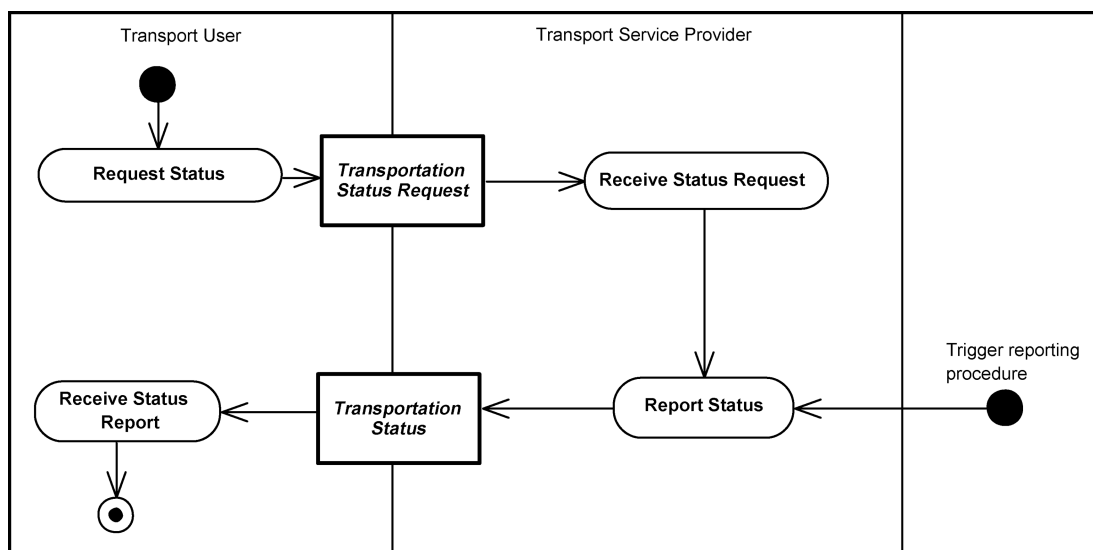 Transport User
Transport Service Provider
Request Status
Transportation
Status Request
Receive Status Request
Trigger reporting
procedure
Receive Status
Report
Transportation
Status
Report Status